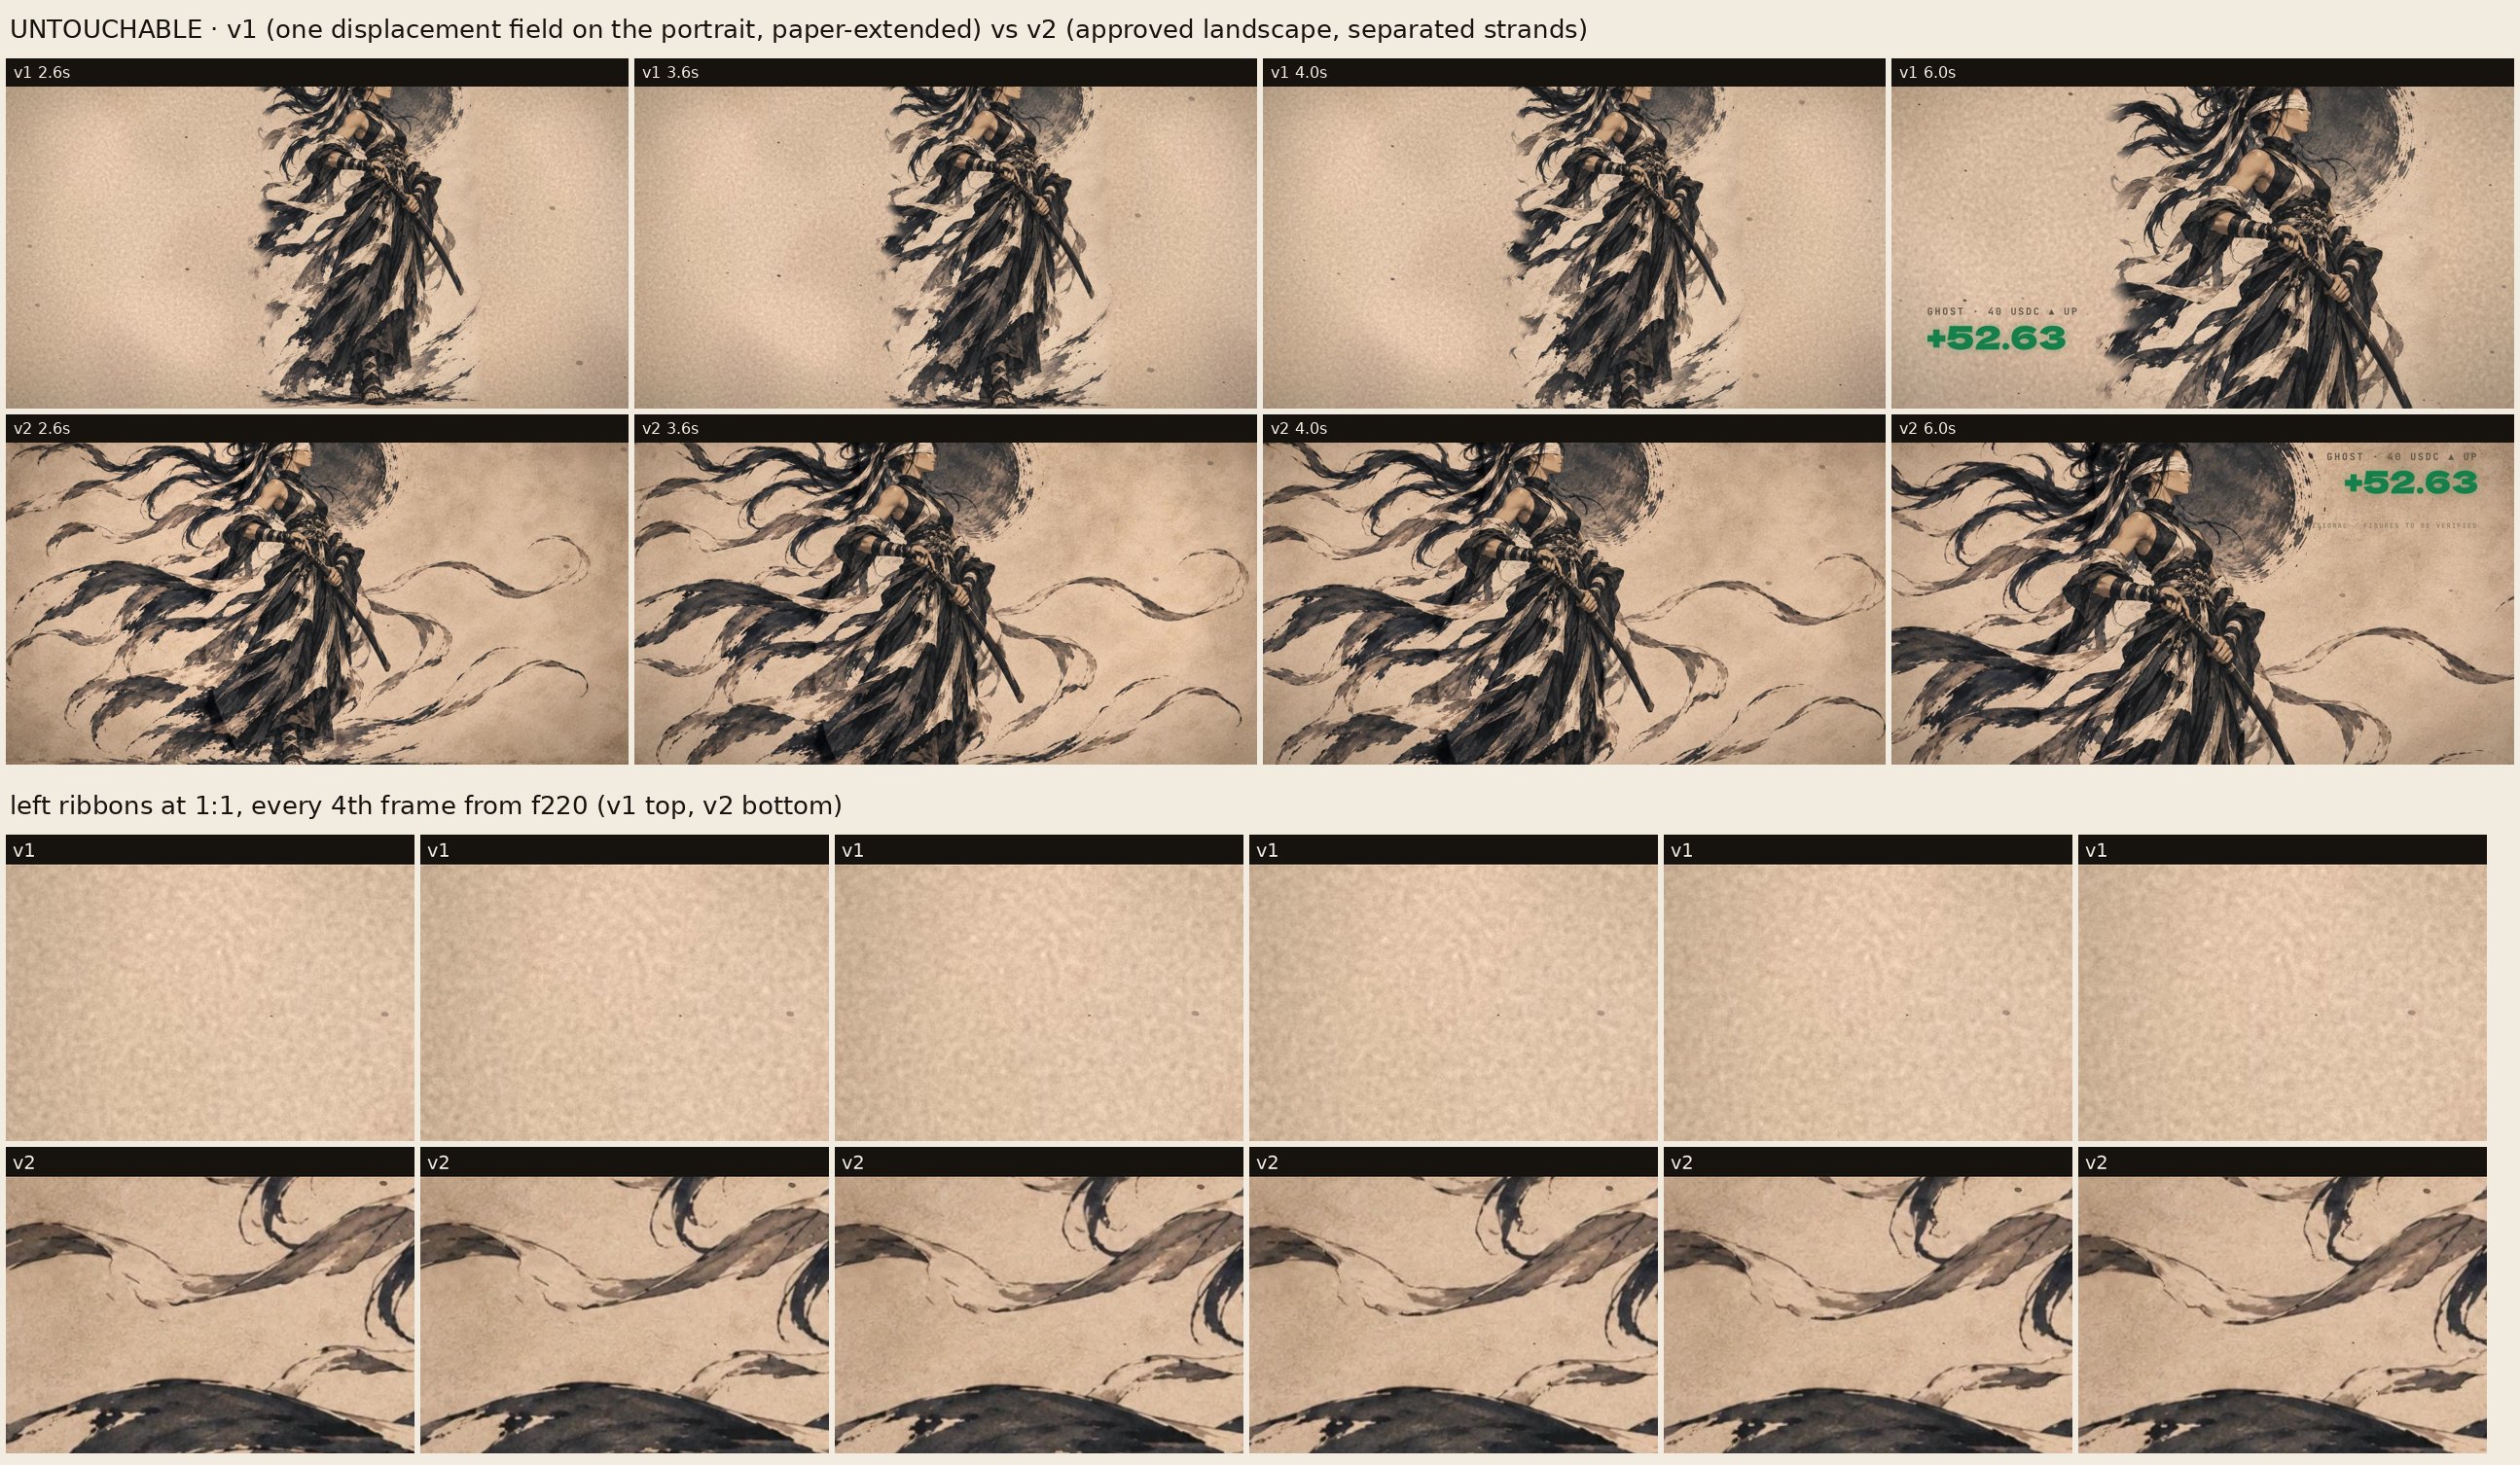 UNTOUCHABLE · v1 (one displacement field on the portrait, paper-extended) vs v2 (approved landscape, separated strands)
v1 2.6s
v1 3.6s
v1 4.0s
v1 6.0s
GHOST · 40 USDC ▲ UP
+52.63
v2 2.6s
v2 3.6s
v2 4.0s
v2 6.0s
GHOST · 40 USDC ▲ UP
+52.63
FIGURES TO BE VERIFIED
left ribbons at 1:1, every 4th frame from f220 (v1 top, v2 bottom)
v1
v1
v1
v1
v1
v1
v2
v2
v2
v2
v2
v2